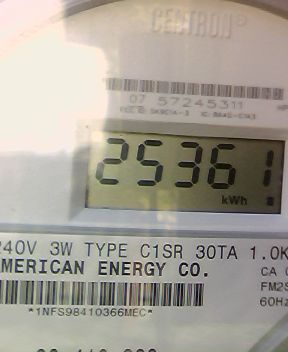 CENTRON®
07 57245311
25361
kWh
240V 3W TYPE C1SR 30TA 1.0K
AMERICAN ENERGY CO.
CA
FM2S
60Hz
*1NFS98410366MEC*